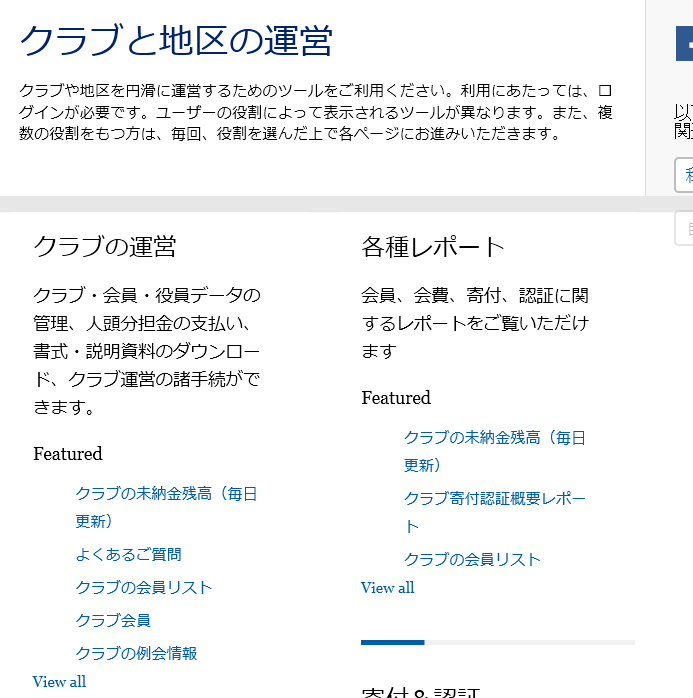 クラブと地区の運営
クラブや地区を円滑に運営するためのツールをご利用ください。利用にあたっては、ロ
グインが必要です。ユーザーの役割によって表示されるツールが異なります。また、複
数の役割をもつ方は、毎回、役割を選んだ上で各ページにお進みいただきます。
以
クラブの運営
クラブ・会員・役員データの
管理、人頭分担金の支払い、
書式・説明資料のダウンロー
ド、クラブ運営の諸手続がで
きます。
Featured
クラブの未納金残高（毎日
更新）
よくあるご質問
クラブの会員リスト
クラブ会員
クラブの例会情報
View all
各種レポート
会員、会費、寄付、認証に関
するレポートをご覧いただけ
ます
Featured
クラブの未納金残高（毎日
更新）
クラブ寄付認証概要レポー
ト
クラブの会員リスト
View all
寄付＆認証